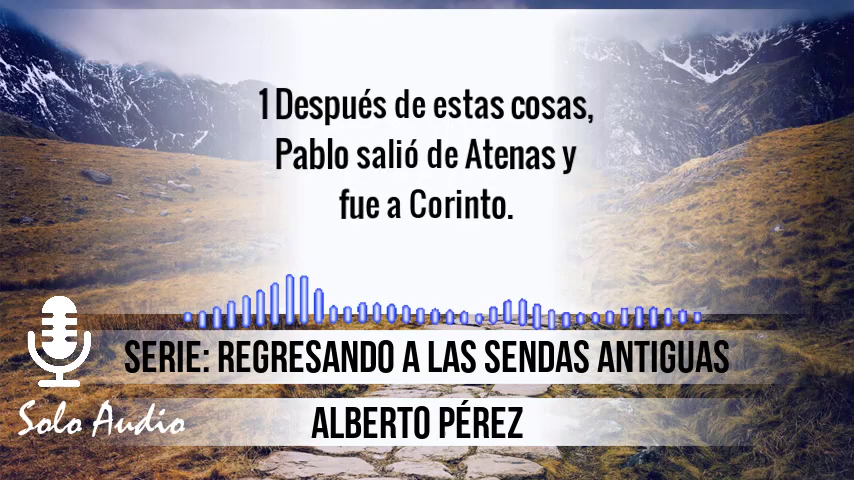 1 Después de estas cosas,
Pablo salió de Atenas y
fue a Corinto.
SERIE: REGRESANDO A LAS SENDAS ANTIGUAS
Solo Audio
ALBERTO PÉREZ